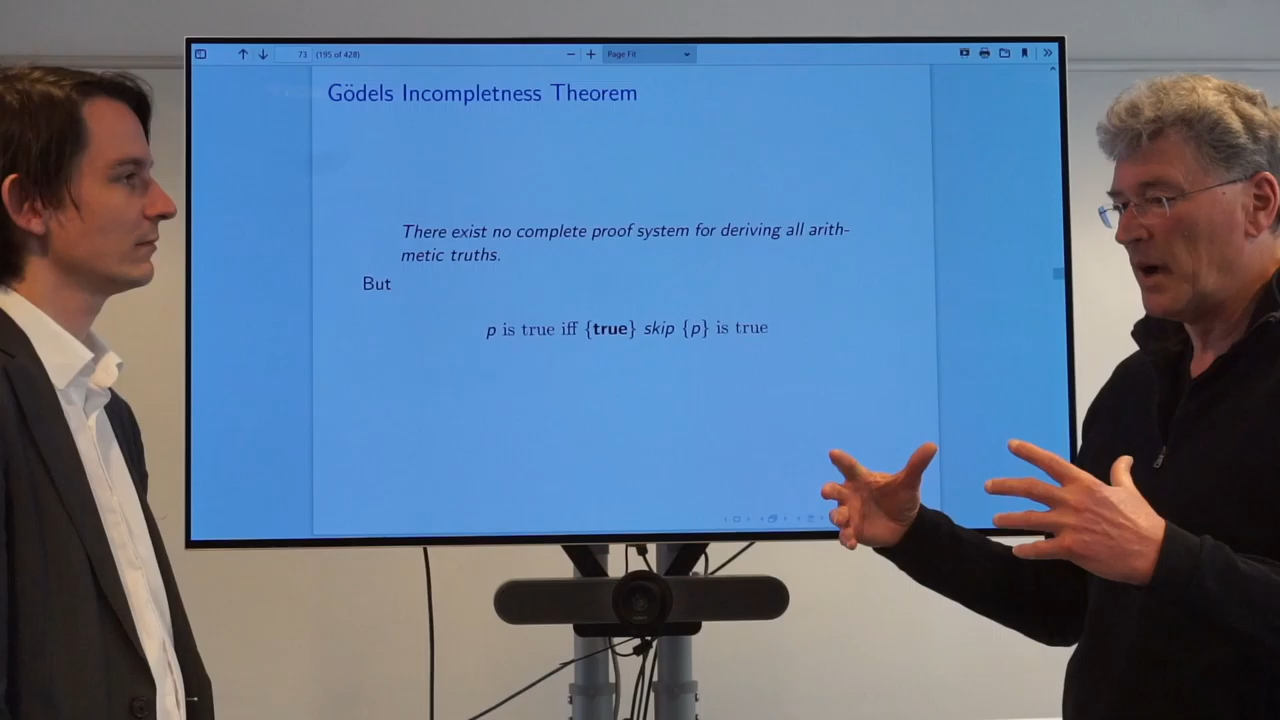 73 (195 of 428)
Page Fit
Gödels Incompletness Theorem
There exist no complete proof system for deriving all arith-
metic truths.
But
p is true iff {true} skip {p} is true